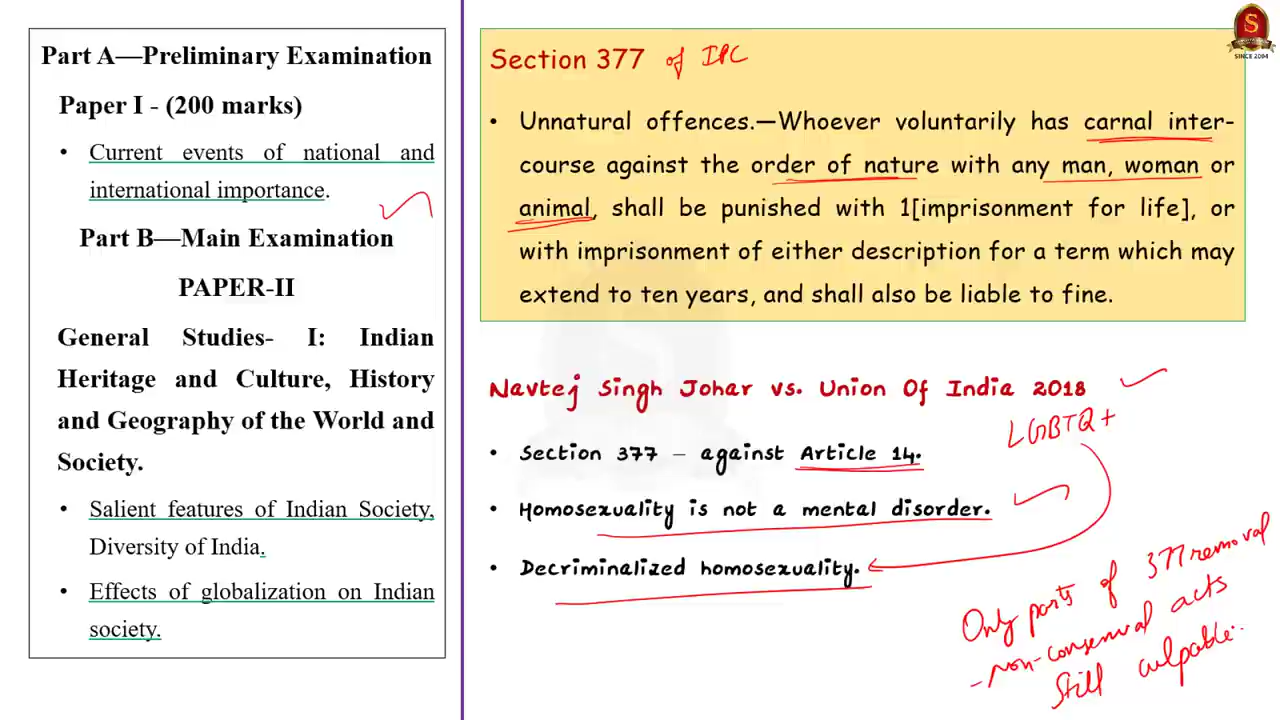 Part A—Preliminary Examination
Paper I - (200 marks)
• Current events of national and
international importance.
Part B—Main Examination
PAPER-II
General Studies- I: Indian
Heritage and Culture, History
and Geography of the World and
Society.
• Salient features of Indian Society,
Diversity of India.
• Effects of globalization on Indian
society.
Section 377 of IPC
• Unnatural offences.—Whoever voluntarily has carnal inter-
course against the order of nature with any man, woman or
animal, shall be punished with 1[imprisonment for life], or
with imprisonment of either description for a term which may
extend to ten years, and shall also be liable to fine.
Navtej Singh Johar vs. Union Of India 2018
LGBTQ+
• Section 377 – against Article 14.
• Homosexuality is not a mental disorder.
• Decriminalized homosexuality.
Only parts of 377 removal
- non-consensual acts
still culpable.
S
SINCE 2004